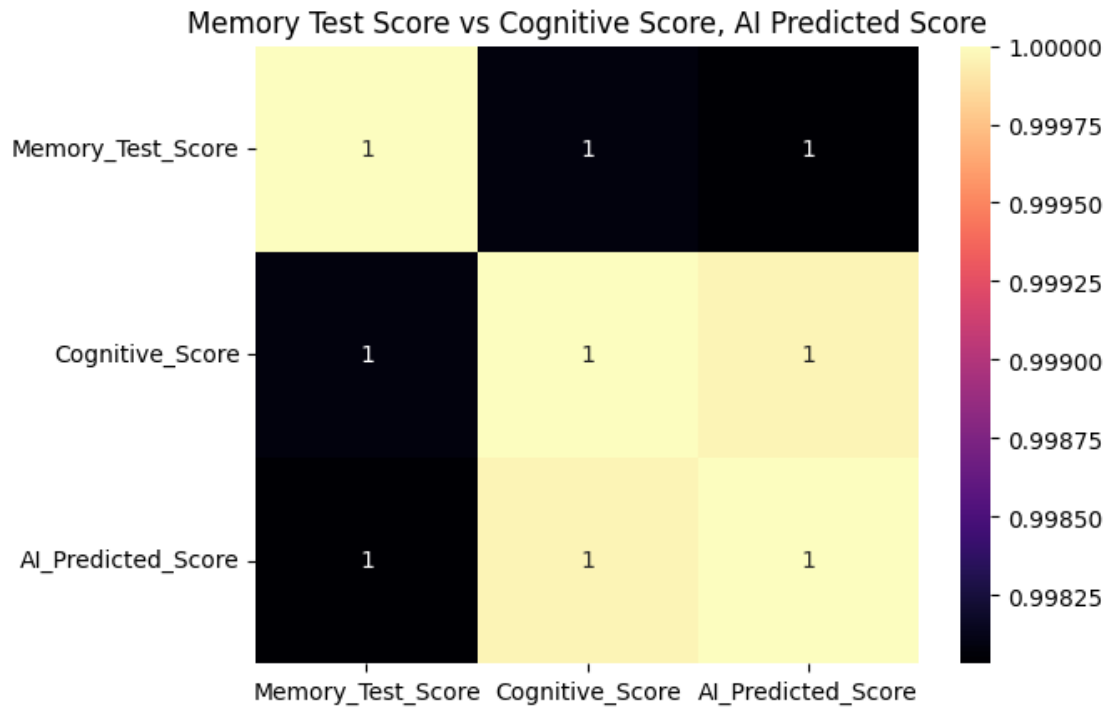 Memory Test Score vs Cognitive Score, AI Predicted Score
Memory_Test_Score
1
1
1
Cognitive_Score
1
1
1
AI_Predicted_Score
1
1
1
Memory_Test_Score
Cognitive_Score
AI_Predicted_Score
1.00000
0.99975
0.99950
0.99925
0.99900
0.99875
0.99850
0.99825